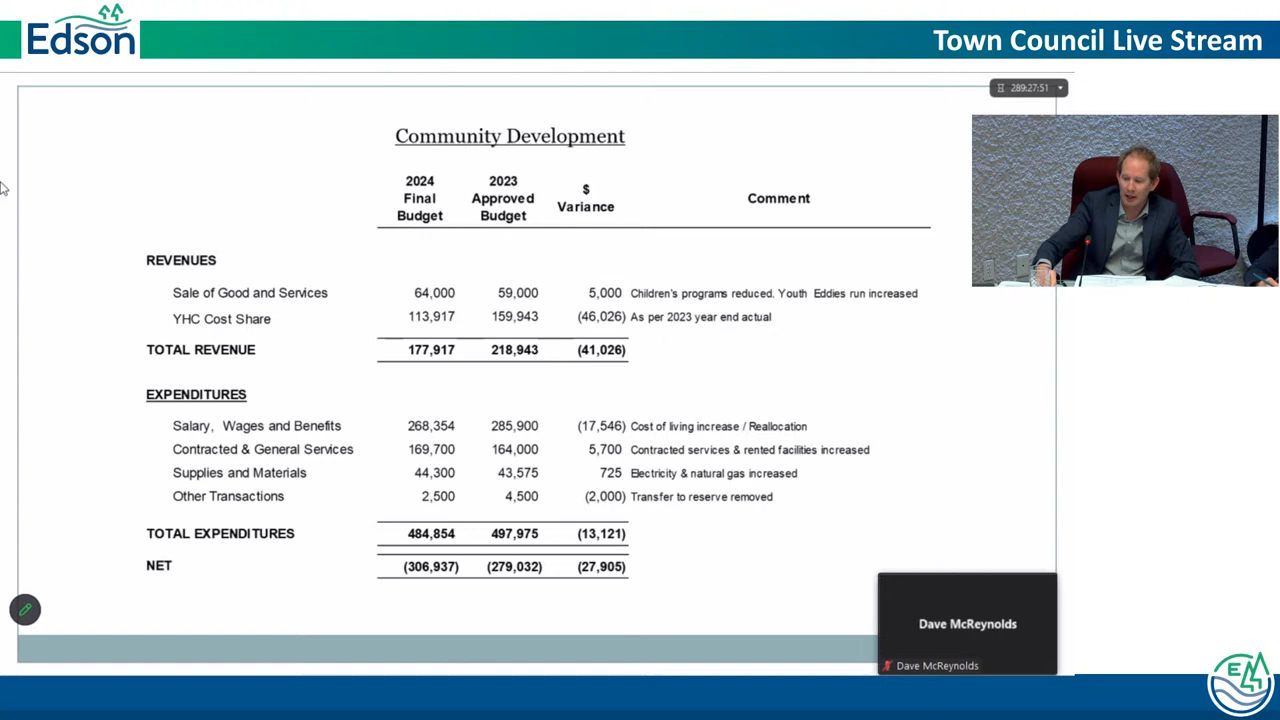 Edson
Town Council Live Stream
289:27:51
Community Development
2024 Final Budget
2023 Approved Budget
$ Variance
Comment
REVENUES
Sale of Good and Services 64,000 59,000 5,000 Children's programs reduced. Youth Eddies run increased
YHC Cost Share 113,917 159,943 (46,026) As per 2023 year end actual
TOTAL REVENUE 177,917 218,943 (41,026)
EXPENDITURES
Salary, Wages and Benefits 268,354 285,900 (17,546) Cost of living increase / Reallocation
Contracted & General Services 169,700 164,000 5,700 Contracted services & rented facilities increased
Supplies and Materials 44,300 43,575 725 Electricity & natural gas increased
Other Transactions 2,500 4,500 (2,000) Transfer to reserve removed
TOTAL EXPENDITURES 484,854 497,975 (13,121)
NET (306,937) (279,032) (27,905)
Dave McReynolds
Dave McReynolds